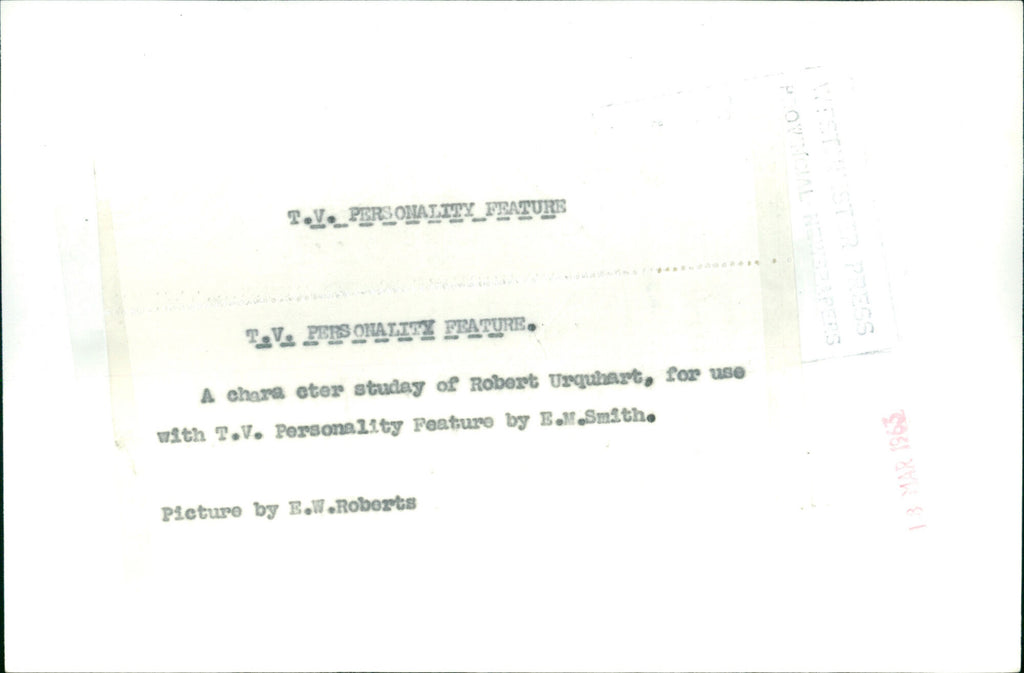 T.V. PERSONALITY FEATURE
T.V. PERSONALITY FEATURE.
A chara cter studay of Robert Urquhart, for use
with T.V. Personality Feature by E.M.Smith.
Picture by E.W.Roberts
WESTMINSTER PRESS
PROVINCIAL NEWSPAPERS
13 MAR 1963